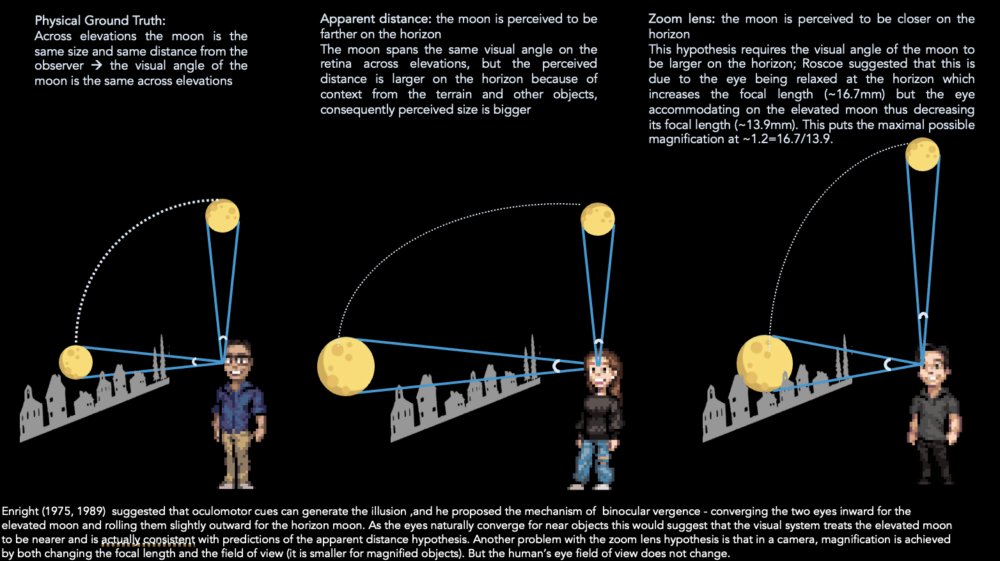 Physical Ground Truth:
Across elevations the moon is the
same size and same distance from the
observer → the visual angle of the
moon is the same across elevations
Apparent distance: the moon is perceived to be
farther on the horizon
The moon spans the same visual angle on the
retina across elevations, but the perceived
distance is larger on the horizon because of
context from the terrain and other objects,
consequently perceived size is bigger
Zoom lens: the moon is perceived to be closer on the
horizon
This hypothesis requires the visual angle of the moon to
be larger on the horizon; Roscoe suggested that this is
due to the eye being relaxed at the horizon which
increases the focal length (~16.7mm) but the eye
accommodating on the elevated moon thus decreasing
its focal length (~13.9mm). This puts the maximal possible
magnification at ~1.2=16.7/13.9.
Enright (1975, 1989) suggested that oculomotor cues can generate the illusion ,and he proposed the mechanism of binocular vergence - converging the two eyes inward for the
elevated moon and rolling them slightly outward for the horizon moon. As the eyes naturally converge for near objects this would suggest that the visual system treats the elevated moon
to be nearer and is actually consistent with predictions of the apparent distance hypothesis. Another problem with the zoom lens hypothesis is that in a camera, magnification is achieved
by both changing the focal length and the field of view (it is smaller for magnified objects). But the human's eye field of view does not change.